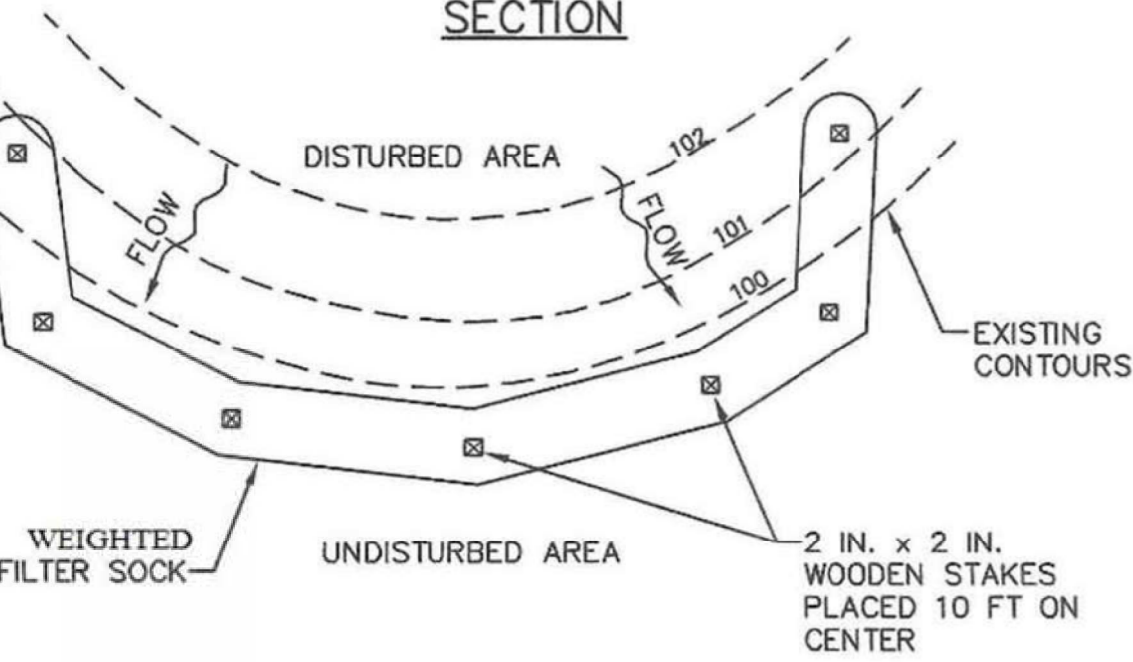 SECTION
DISTURBED AREA
102
FLOW
FLOW
101
100
EXISTING
CONTOURS
WEIGHTED
FILTER SOCK
UNDISTURBED AREA
2 IN. x 2 IN.
WOODEN STAKES
PLACED 10 FT ON
CENTER